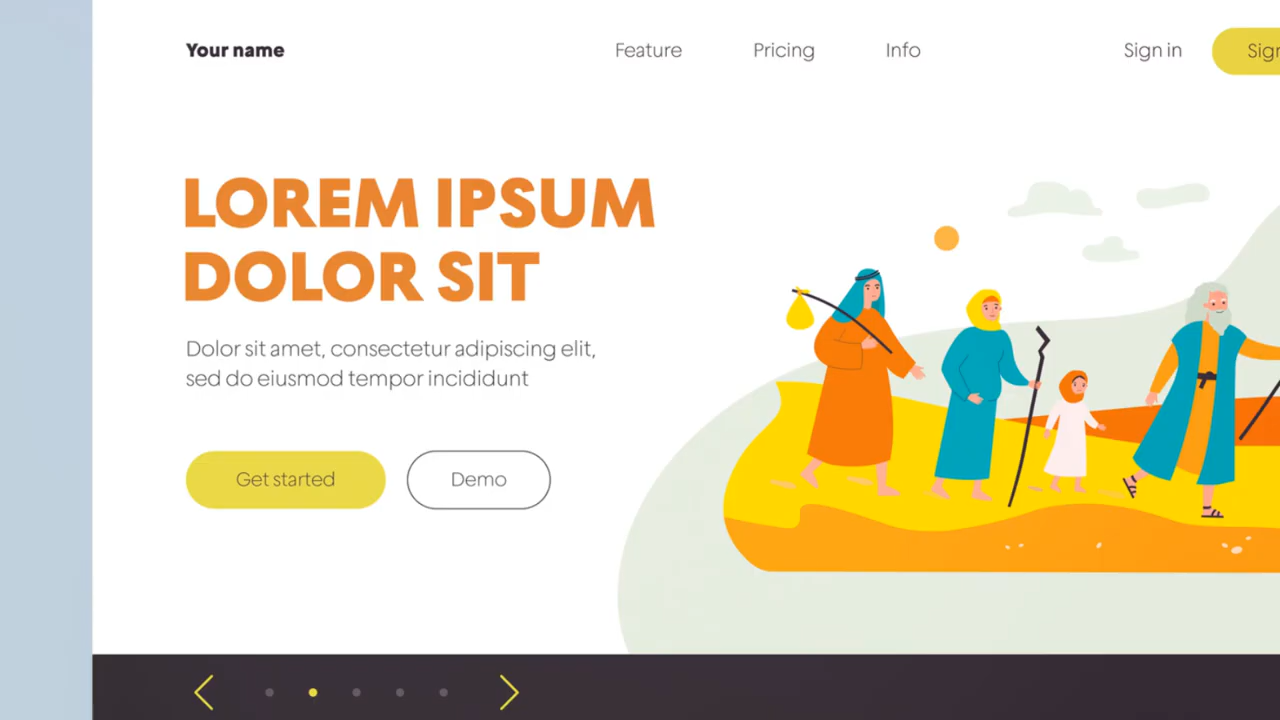 Your name
Feature
Pricing
Info
Sign in
LOREM IPSUM
DOLOR SIT
Dolor sit amet, consectetur adipiscing elit,
sed do eiusmod tempor incididunt
Get started
Demo